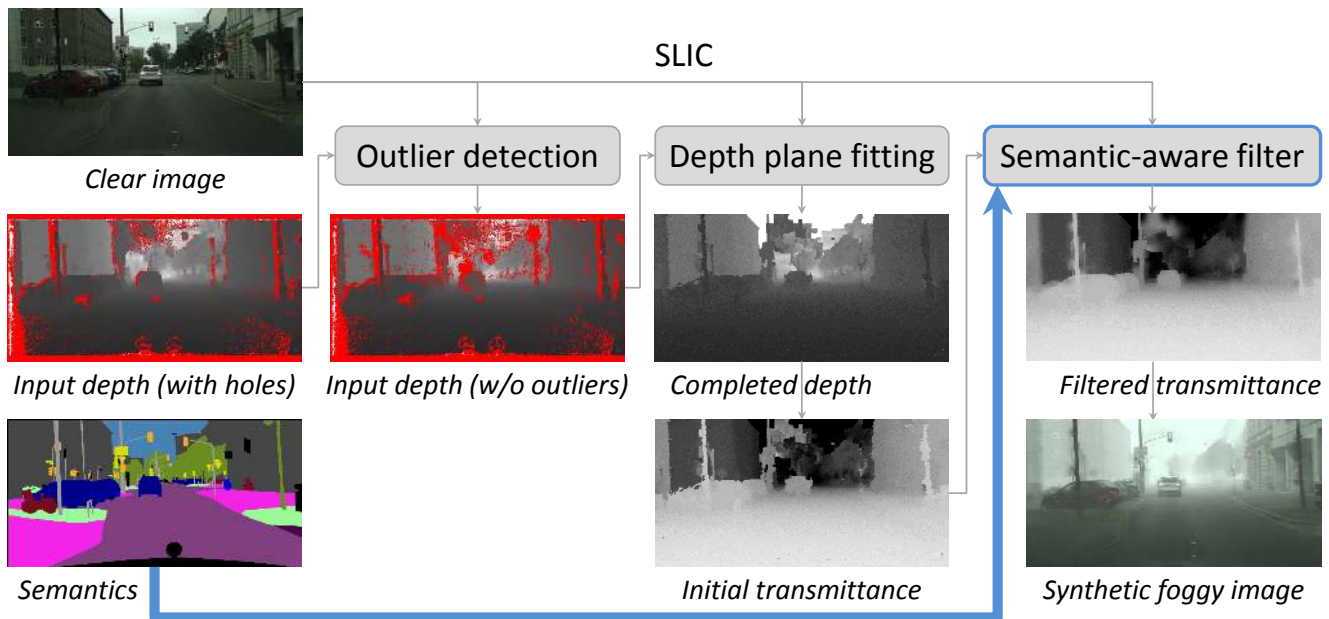 SLIC
Outlier detection
Depth plane fitting
Semantic-aware filter
Clear image
Input depth (with holes)
Input depth (w/o outliers)
Completed depth
Filtered transmittance
Semantics
Initial transmittance
Synthetic foggy image